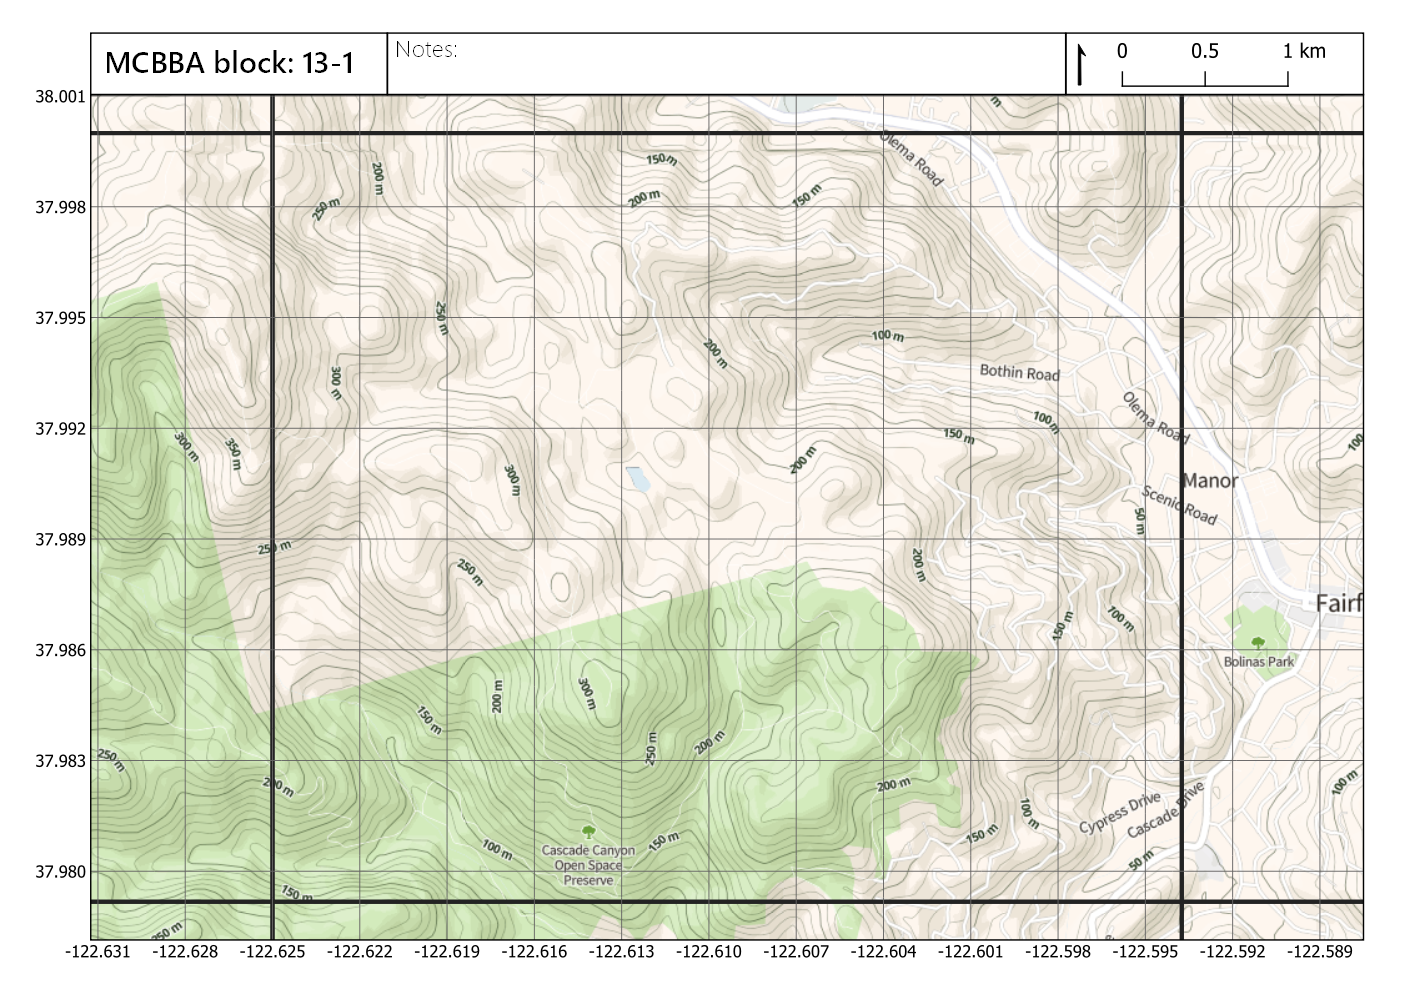 MCBBA block: 13-1
Notes:
0 0.5 1 km
38.001
37.998
37.995
37.992
37.989
37.986
37.983
37.980
-122.631 -122.628 -122.625 -122.622 -122.619 -122.616 -122.613 -122.610 -122.607 -122.604 -122.601 -122.598 -122.595 -122.592 -122.589
m
Olema Road
150 m
200 m
250 m
200 m
150 m
250 m
100 m
200 m
300 m
Bothin Road
Olema Road
100 m
150 m
100
300 m
350 m
200 m
300 m
Manor
Scenic Road
50 m
250 m
250 m
200 m
Fairf
100 m
150 m
Bolinas Park
200 m
300 m
150 m
250 m
200 m
250 m
200 m
200 m
100 m
Cypress Drive
Cascade Drive
100 m
150 m
150 m
100 m
Cascade Canyon
Open Space
Preserve
50 m
150 m
350 m